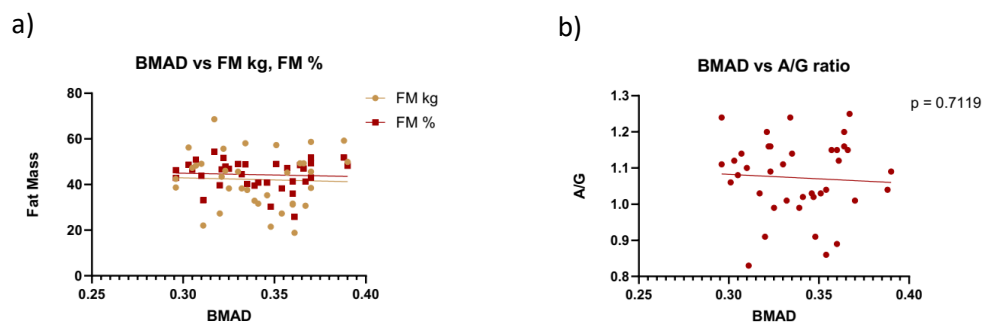 a)
BMAD vs FM kg, FM %
80
60
40
20
0
Fat Mass
0.25
0.30
0.35
0.40
BMAD
FM kg
FM %
b)
BMAD vs A/G ratio
p = 0.7119
1.3
1.2
1.1
1.0
0.9
0.8
A/G
0.25
0.30
0.35
0.40
BMAD